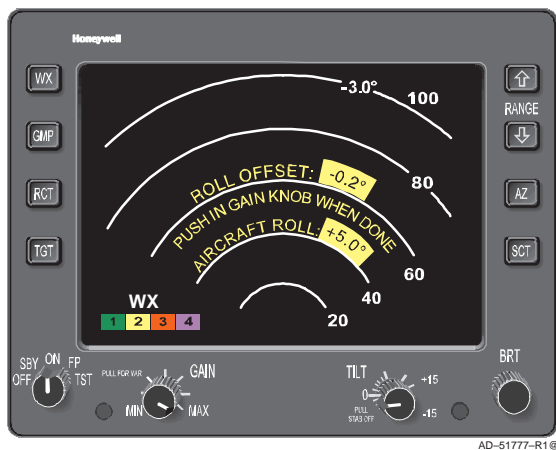 Honeywell
WX
GMP
RCT
TGT
RANGE
AZ
SCT
-3.0°
100
80
60
40
20
ROLL OFFSET: -0.2°
PUSH IN GAIN KNOB WHEN DONE
AIRCRAFT ROLL: +5.0°
WX
1 2 3 4
OFF SBY ON FP TST
PULL FOR VAR
GAIN
MIN MAX
TILT
+15
0
-15
PULL
STAB OFF
BRT
AD–51777–R1@